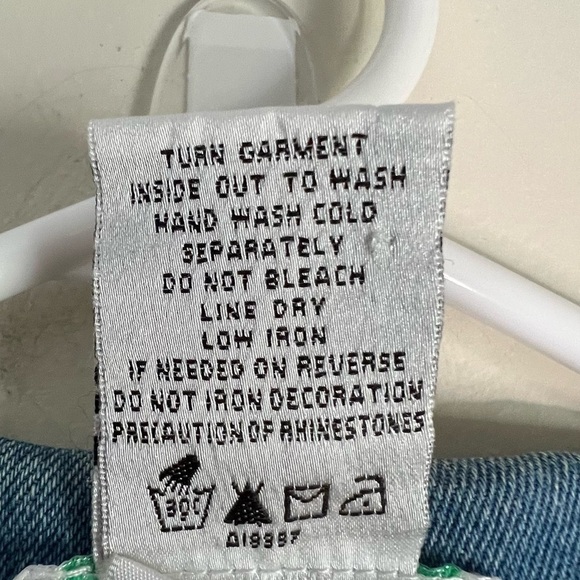 TURN GARMENT
INSIDE OUT TO WASH
HAND WASH COLD
SEPARATELY
DO NOT BLEACH
LINE DRY
LOW IRON
IF NEEDED ON REVERSE
DO NOT IRON DECORATION
PRECAUTION OF RHINESTONES
30°
A19997